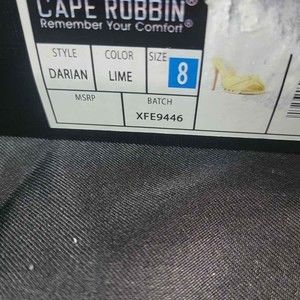 CAPE ROBBIN®
Remember Your Comfort®
STYLE COLOR SIZE
DARIAN LIME 8
MSRP BATCH
XFE9446